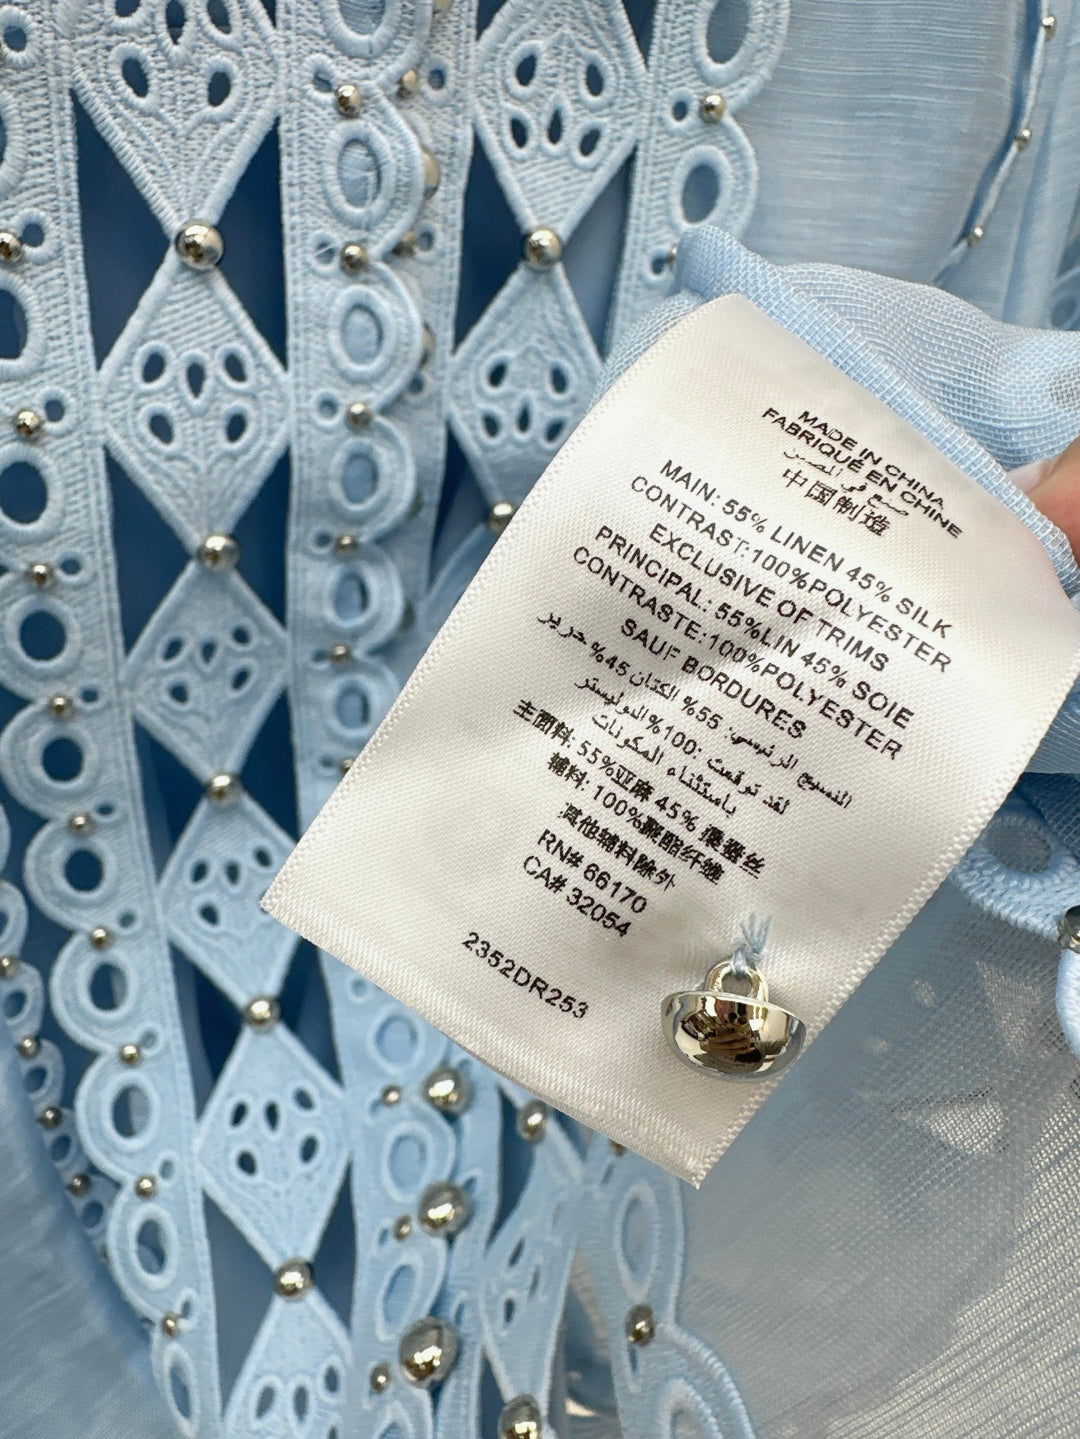 MADE IN CHINA
FABRIQUÉ EN CHINE
صنع في الصين
中国制造
MAIN: 55% LINEN 45% SILK
CONTRAST:100%POLYESTER
EXCLUSIVE OF TRIMS
PRINCIPAL: 55%LIN 45% SOIE
CONTRASTE:100%POLYESTER
SAUF BORDURES
النسيج الرئيسي: 55% الكتان 45% حرير
لقد توقعت :100% البوليستر
باستثناء المكونات
主面料: 55%亚麻 45% 桑蚕丝
辅料: 100%聚酯纤维
其他辅料除外
RN# 66170
CA# 32054
2352DR253